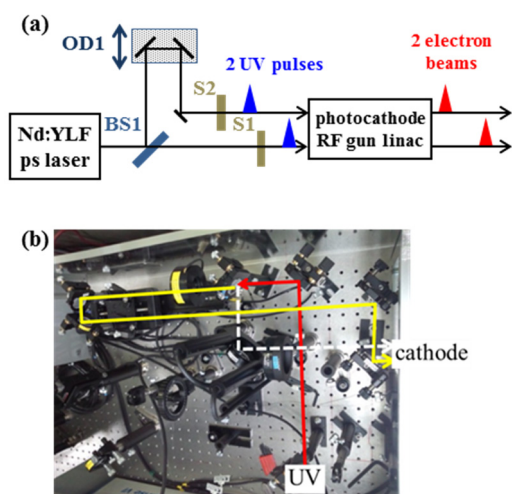 (a)
OD1
2 UV pulses
2 electron
beams
S2
BS1
S1
Nd:YLF
ps laser
photocathode
RF gun linac
(b)
cathode
UV